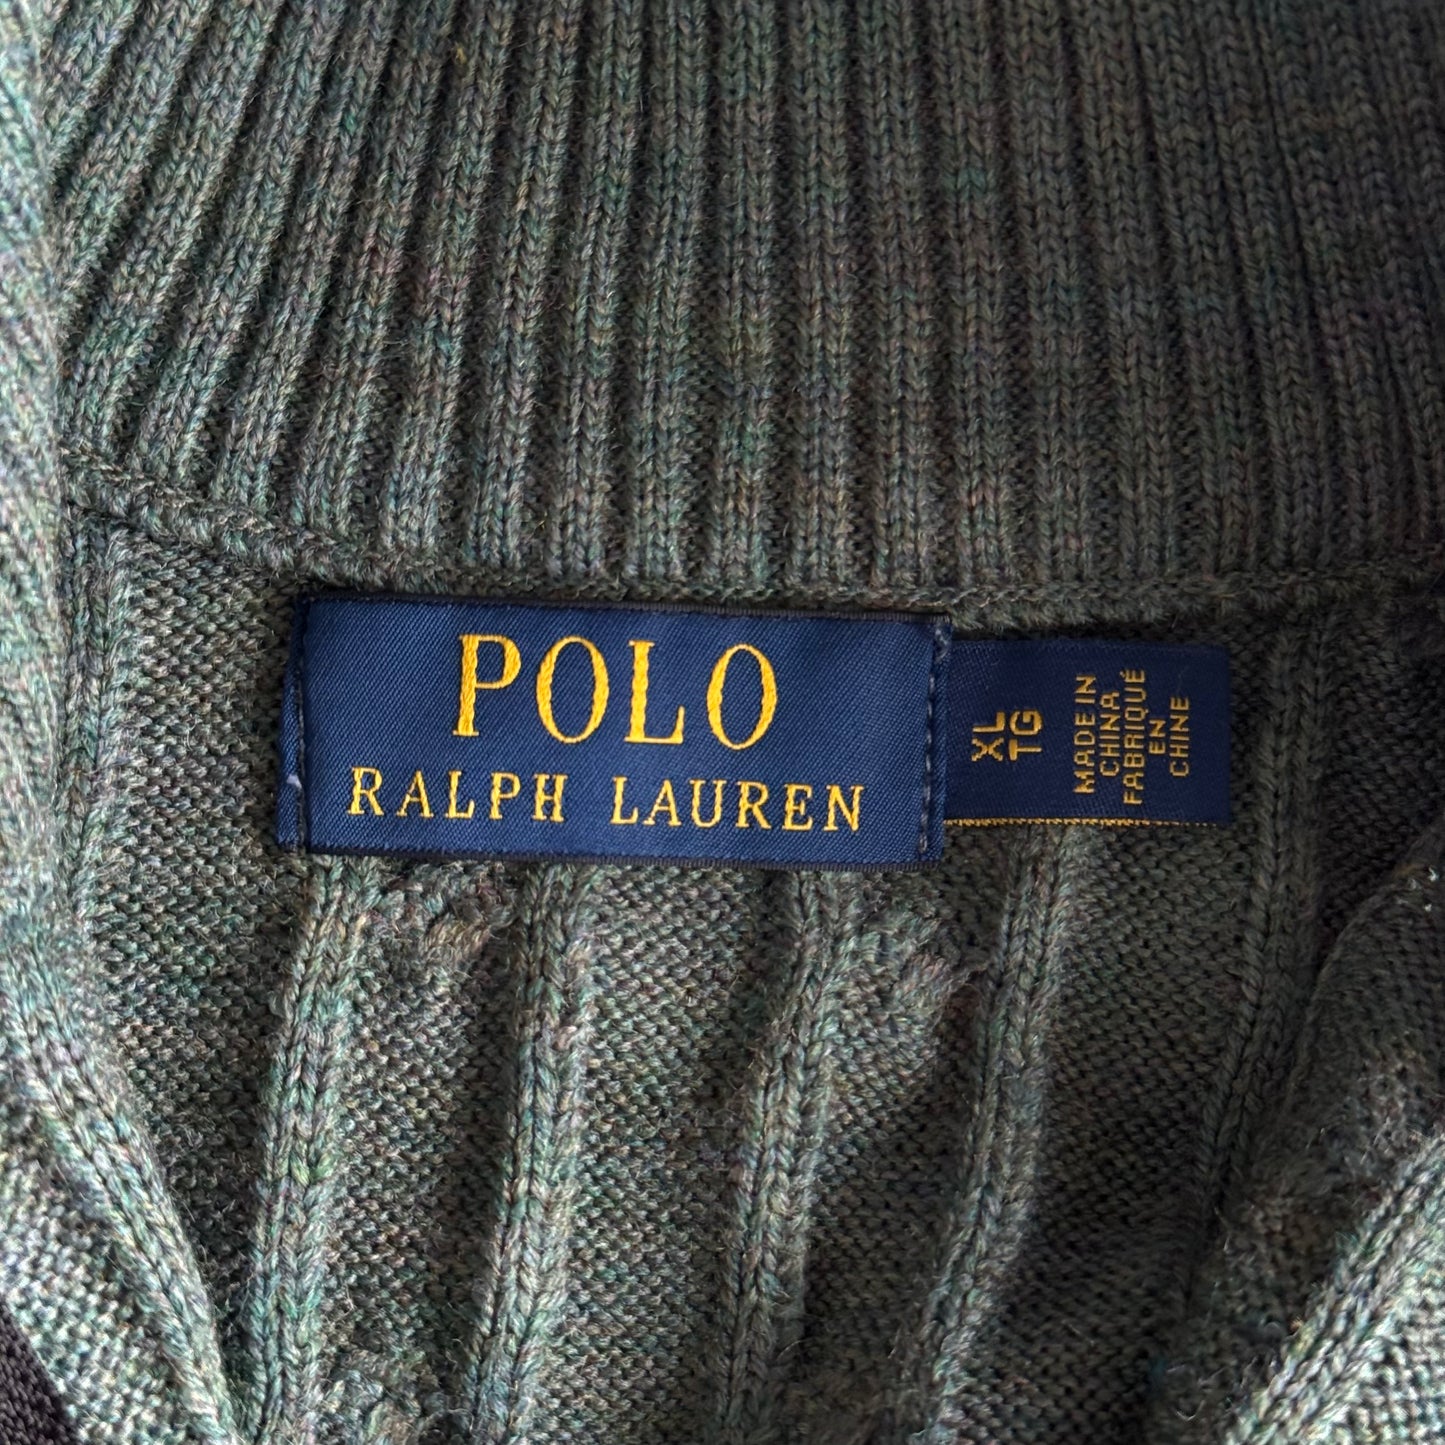 POLO
RALPH LAUREN
XL
TG
MADE IN
CHINA
FABRIQUÉ
EN
CHINE